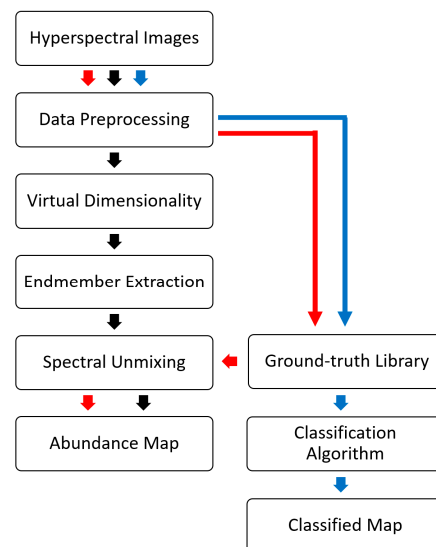 Hyperspectral Images
Data Preprocessing
Virtual Dimensionality
Endmember Extraction
Spectral Unmixing
Ground-truth Library
Abundance Map
Classification
Algorithm
Classified Map